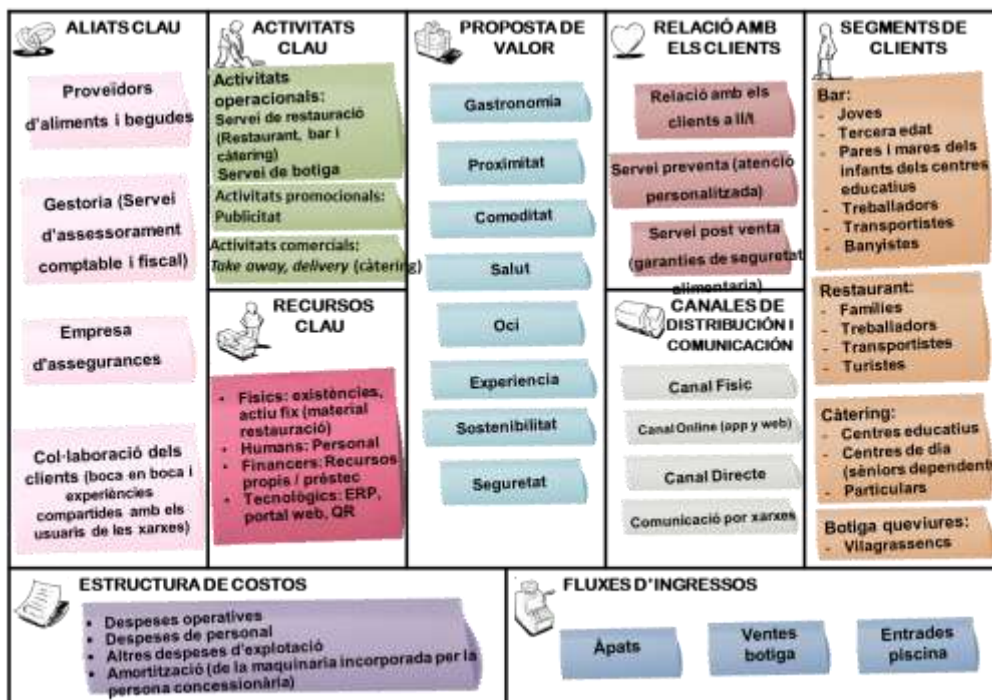 ALIATS CLAU
Proveïdors
d'aliments i begudes
Gestoria (Servei
d'assessorament
comptable i fiscal)
Empresa
d'assegurances
Col·laboració dels
clients (boca en boca i
experiències
compartides amb els
usuaris de les xarxes)
ACTIVITATS
CLAU
Activitats
operacionals:
Servei de restauració
(Restaurant, bar i
càtering)
Servei de botiga
Activitats promocionals:
Publicitat
Activitats comercials:
Take away, delivery (càtering)
RECURSOS
CLAU
• Físics: existències,
actiu fix (material
restauració)
• Humans: Personal
• Financers: Recursos
propis / préstec
• Tecnològics: ERP,
portal web, QR
PROPOSTA DE
VALOR
Gastronomia
Proximitat
Comoditat
Salut
Oci
Experiencia
Sostenibilitat
Seguretat
RELACIÓ AMB
ELS CLIENTS
Relació amb els
clients a ll/t
Servei preventa (atenció
personalitzada)
Servei post venta
(garanties de seguretat
alimentaria)
CANALES DE
DISTRIBUCIÓN I
COMUNICACIÓN
Canal Físic
Canal Online (app y web)
Canal Directe
Comunicació por xarxes
SEGMENTS DE
CLIENTS
Bar:
- Joves
- Tercera edat
- Pares i mares dels
infants dels centres
educatius
- Treballadors
- Transportistes
- Banyistes
Restaurant:
- Famílies
- Treballadors
- Transportistes
- Turistes
Càtering:
- Centres educatius
- Centres de dia
(sèniors dependent
- Particulars
Botiga queviures:
- Vilagrassencs
ESTRUCTURA DE COSTOS
• Despeses operatives
• Despeses de personal
• Altres despeses d'explotació
• Amortització (de la maquinaria incorporada per la
persona concessionària)
FLUXES D'INGRESSOS
Àpats
Ventes
botiga
Entrades
piscina